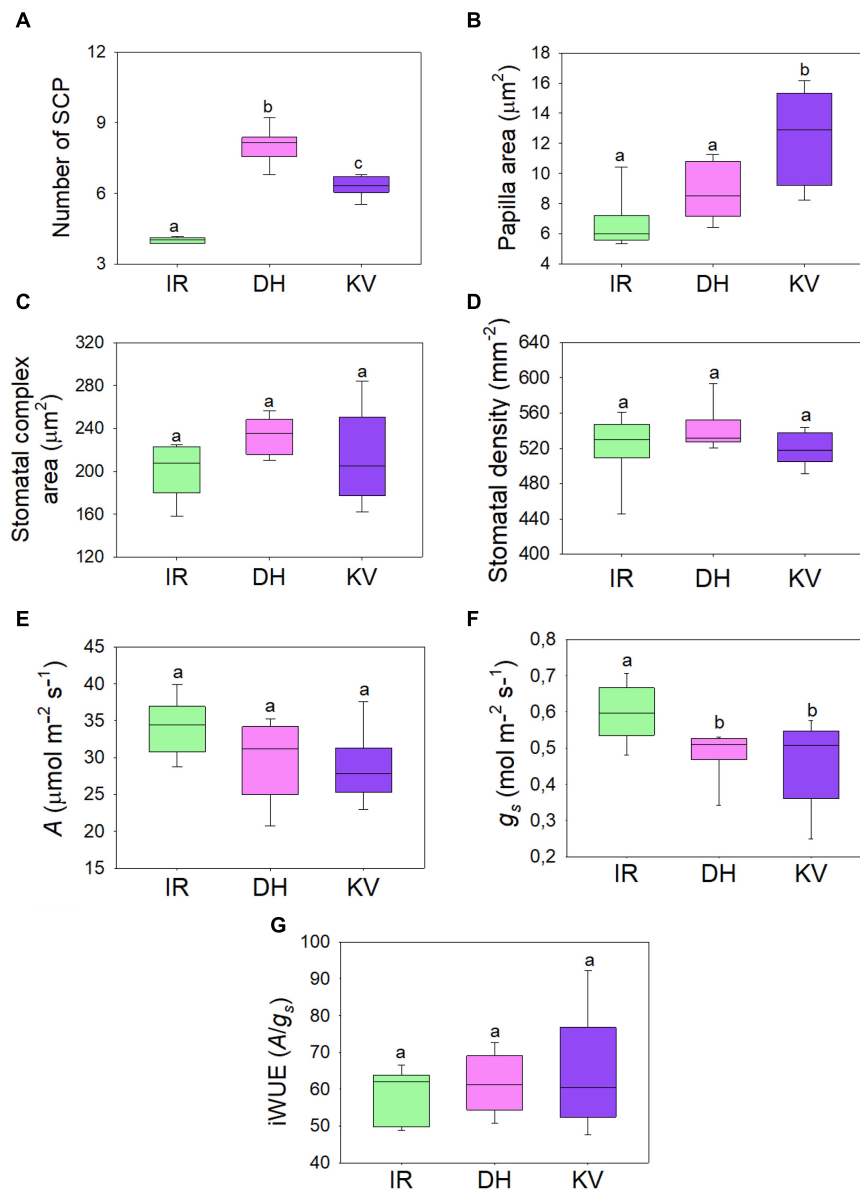 A
Number of SCP
12
9
6
3
a
b
c
IR DH KV
B
Papilla area (μm²)
18
16
14
12
10
8
6
4
a
a
b
IR DH KV
C
Stomatal complex
area (μm²)
320
280
240
200
160
120
a
a
a
IR DH KV
D
Stomatal density (mm⁻²)
640
600
560
520
480
440
400
a
a
a
IR DH KV
E
A (μmol m⁻² s⁻¹)
45
40
35
30
25
20
15
a
a
a
IR DH KV
F
gₛ (mol m-² s-¹)
0,8
0,7
0,6
0,5
0,4
0,3
0,2
a
b
b
IR DH KV
G
iWUE (A/gₛ)
100
90
80
70
60
50
40
a
a
a
IR DH KV